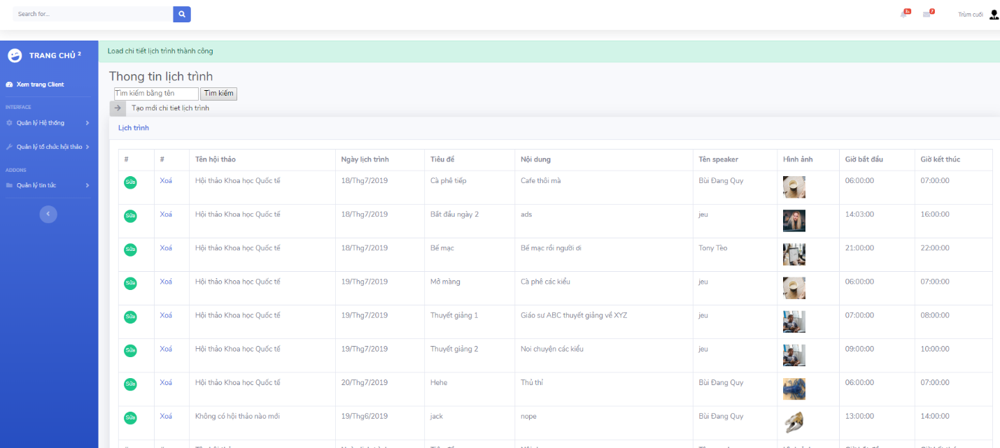 Search for...
8+
7
Trùm cuối
TRANG CHỦ 2
Load chi tiết lịch trình thành công
Thong tin lịch trình
Xem trang Client
Tìm kiếm bằng tên Tìm kiếm
INTERFACE
Tạo mới chi tiet lịch trình
Quản lý Hệ thống
Lịch trình
Quản lý tổ chức hội thảo
ADDONS
Quản lý tin tức
# # Tên hội thảo Ngày lịch trình Tiêu đề Nội dung Tên speaker Hình ảnh Giờ bắt đầu Giờ kết thúc
Sửa Xoá Hội thảo Khoa học Quốc tế 18/Thg7/2019 Cà phê tiếp Cafe thôi mà Bùi Đang Quy 06:00:00 07:00:00
Sửa Xoá Hội thảo Khoa học Quốc tế 18/Thg7/2019 Bắt đầu ngày 2 ads jeu 14:03:00 16:00:00
Sửa Xoá Hội thảo Khoa học Quốc tế 18/Thg7/2019 Bế mạc Bế mạc rồi người ơi Tony Tèo 21:00:00 22:00:00
Sửa Xoá Hội thảo Khoa học Quốc tế 19/Thg7/2019 Mở màng Cà phê các kiểu jeu 06:00:00 07:00:00
Sửa Xoá Hội thảo Khoa học Quốc tế 19/Thg7/2019 Thuyết giảng 1 Giáo sư ABC thuyết giảng về XYZ jeu 07:00:00 08:00:00
Sửa Xoá Hội thảo Khoa học Quốc tế 19/Thg7/2019 Thuyết giảng 2 Noi chuyện các kiểu jeu 09:00:00 10:00:00
Sửa Xoá Hội thảo Khoa học Quốc tế 20/Thg7/2019 Hehe Thủ thỉ Bùi Đang Quy 06:00:00 07:00:00
Sửa Xoá Không có hội thảo nào mới 19/Thg6/2019 jack nope Bùi Đang Quy 13:00:00 14:00:00